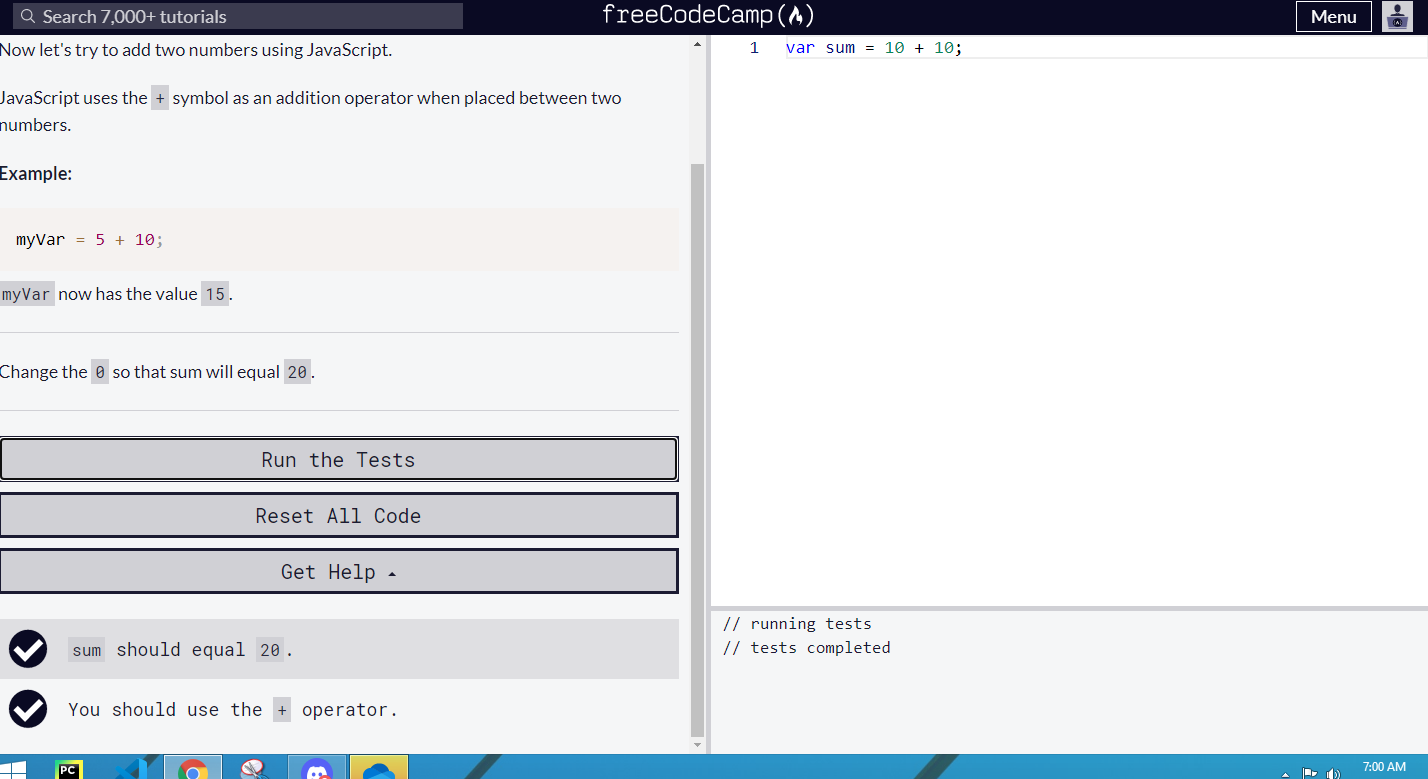 Search 7,000+ tutorials
freeCodeCamp
Menu
Now let's try to add two numbers using JavaScript.
JavaScript uses the + symbol as an addition operator when placed between two
numbers.
Example:
myVar = 5 + 10;
myVar now has the value 15.
Change the 0 so that sum will equal 20.
Run the Tests
Reset All Code
Get Help
sum should equal 20.
You should use the + operator.
1 var sum = 10 + 10;
// running tests
// tests completed
PC
7:00 AM